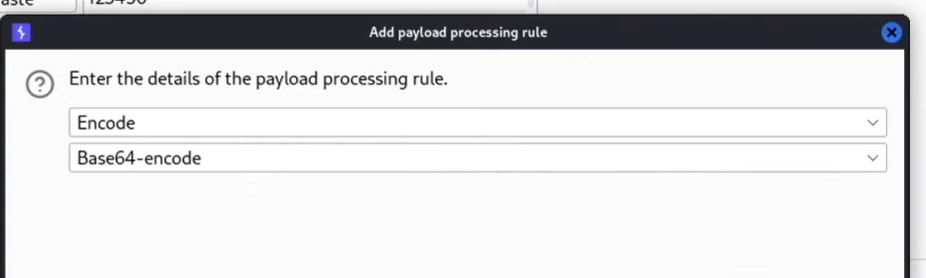 Add payload processing rule
Enter the details of the payload processing rule.
Encode
Base64-encode